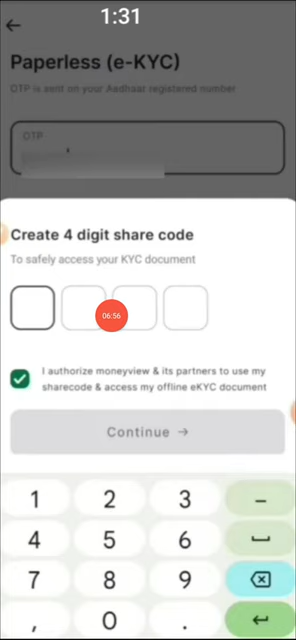 1:31
Paperless (e-KYC)
OTP is sent on your Aadhaar registered number
OTP
Create 4 digit share code
To safely access your KYC document
06:56
I authorize moneyview & its partners to use my
sharecode & access my offline eKYC document
Continue →
1 2 3 –
4 5 6
7 8 9
, 0 .